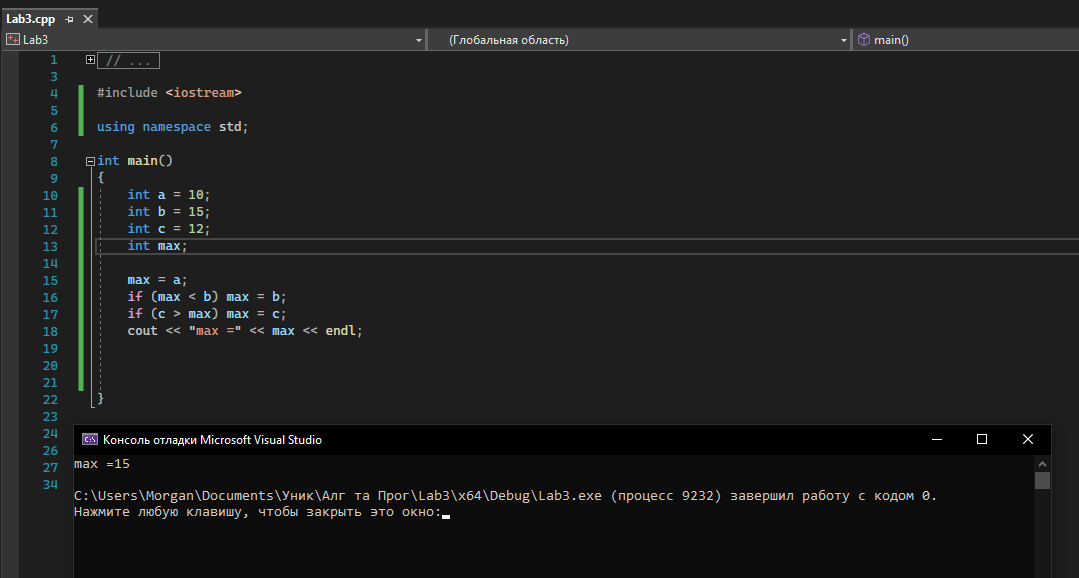 Lab3.cpp
Lab3 (Глобальная область) main()
1 // ...
3
4 #include <iostream>
5
6 using namespace std;
7
8 int main()
9 {
10 int a = 10;
11 int b = 15;
12 int c = 12;
13 int max;
14
15 max = a;
16 if (max < b) max = b;
17 if (c > max) max = c;
18 cout << "max =" << max << endl;
19
20
21
22 }
23
24
26
27
34
Консоль отладки Microsoft Visual Studio
max =15
C:\Users\Morgan\Documents\Уник\Алг та Прог\Lab3\x64\Debug\Lab3.exe (процесс 9232) завершил работу с кодом 0.
Нажмите любую клавишу, чтобы закрыть это окно: